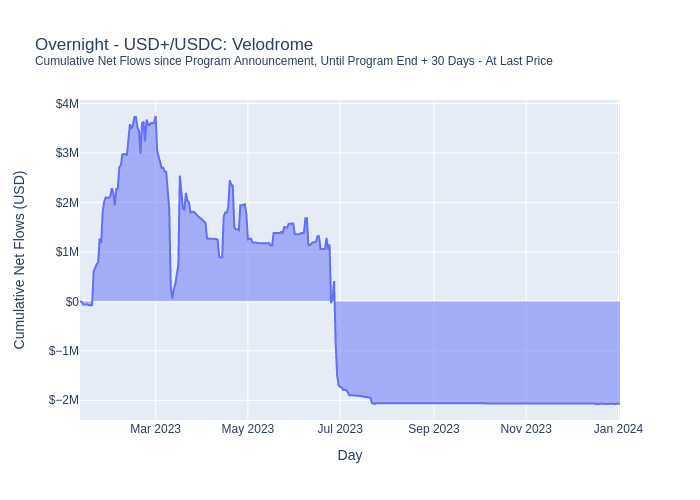 Overnight - USD+/USDC: Velodrome
Cumulative Net Flows since Program Announcement, Until Program End + 30 Days - At Last Price
Cumulative Net Flows (USD)
$4M
$3M
$2M
$1M
$0
$−1M
$−2M
Mar 2023
May 2023
Jul 2023
Sep 2023
Nov 2023
Jan 2024
Day